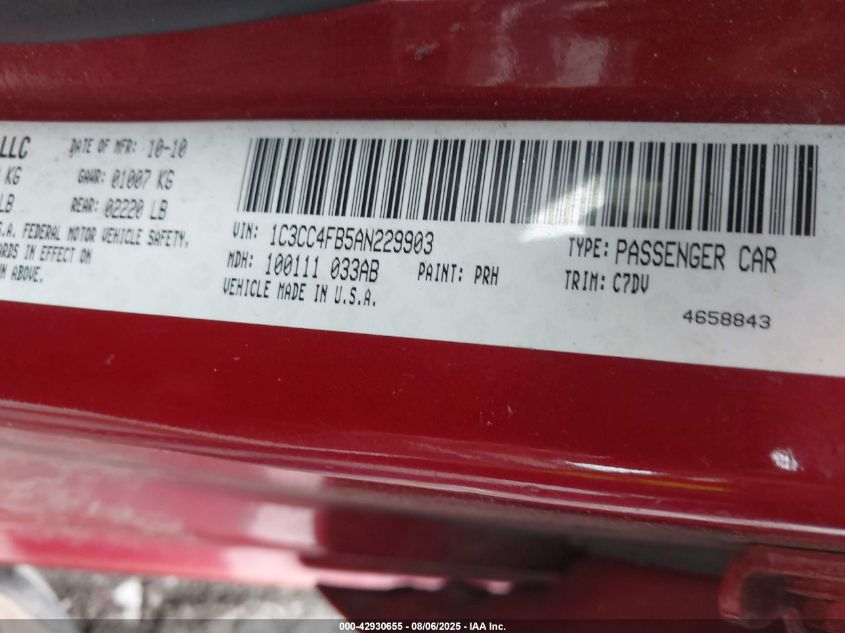 LLC DATE OF MFR: 10-10
KG GAWR: 01007 KG
LB REAR: 02220 LB
S.A. FEDERAL MOTOR VEHICLE SAFETY,
ARDS IN EFFECT ON
WN ABOVE.
VIN: 1C3CC4FB5AN229903
TYPE: PASSENGER CAR
MDH: 100111 033AB PAINT: PRH
TRIM: C7DV
VEHICLE MADE IN U.S.A.
4658843
000-42930655 - 08/06/2025 - IAA Inc.